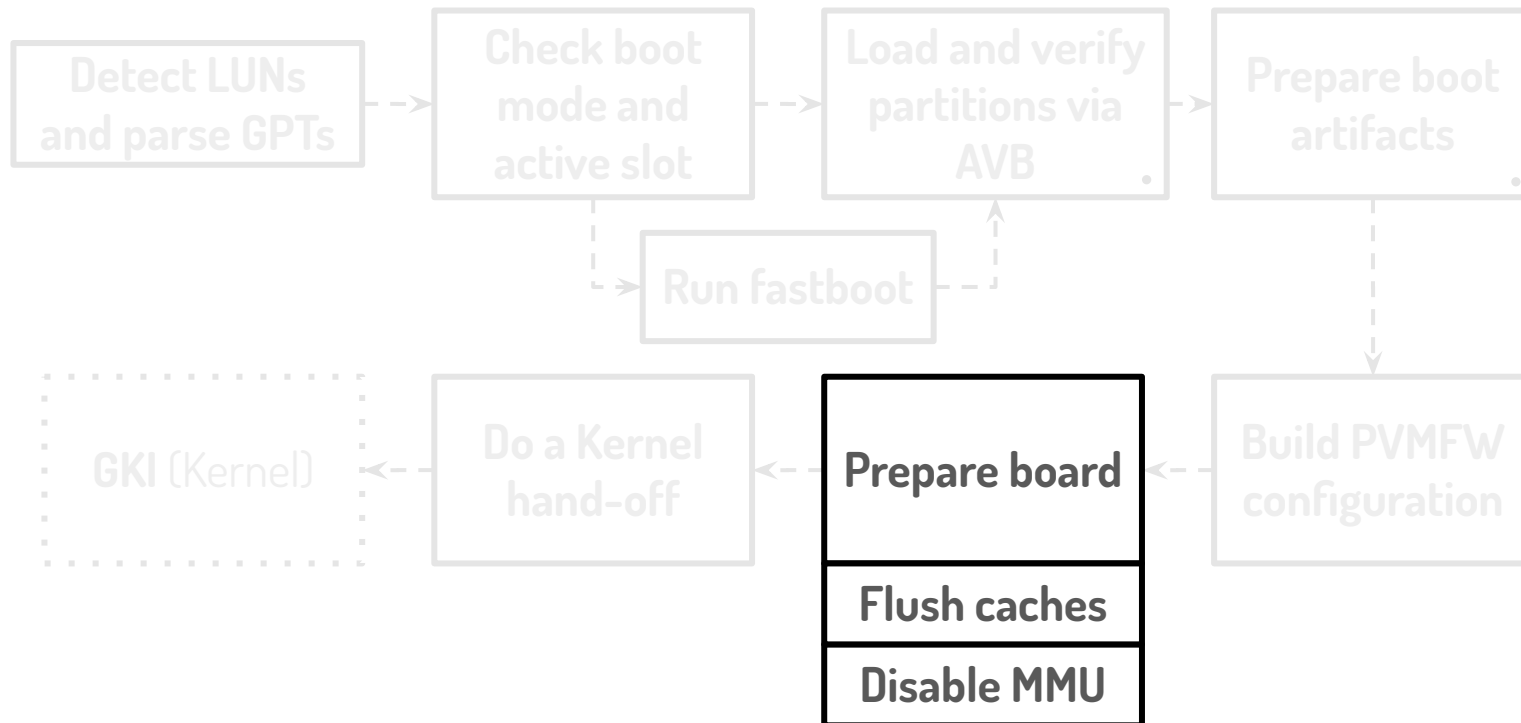 Detect LUNs
and parse GPTs
Check boot
mode and
active slot
Load and verify
partitions via
AVB
Prepare boot
artifacts
Run fastboot
GKI (Kernel)
Do a Kernel
hand-off
Prepare board
Flush caches
Disable MMU
Build PVMFW
configuration